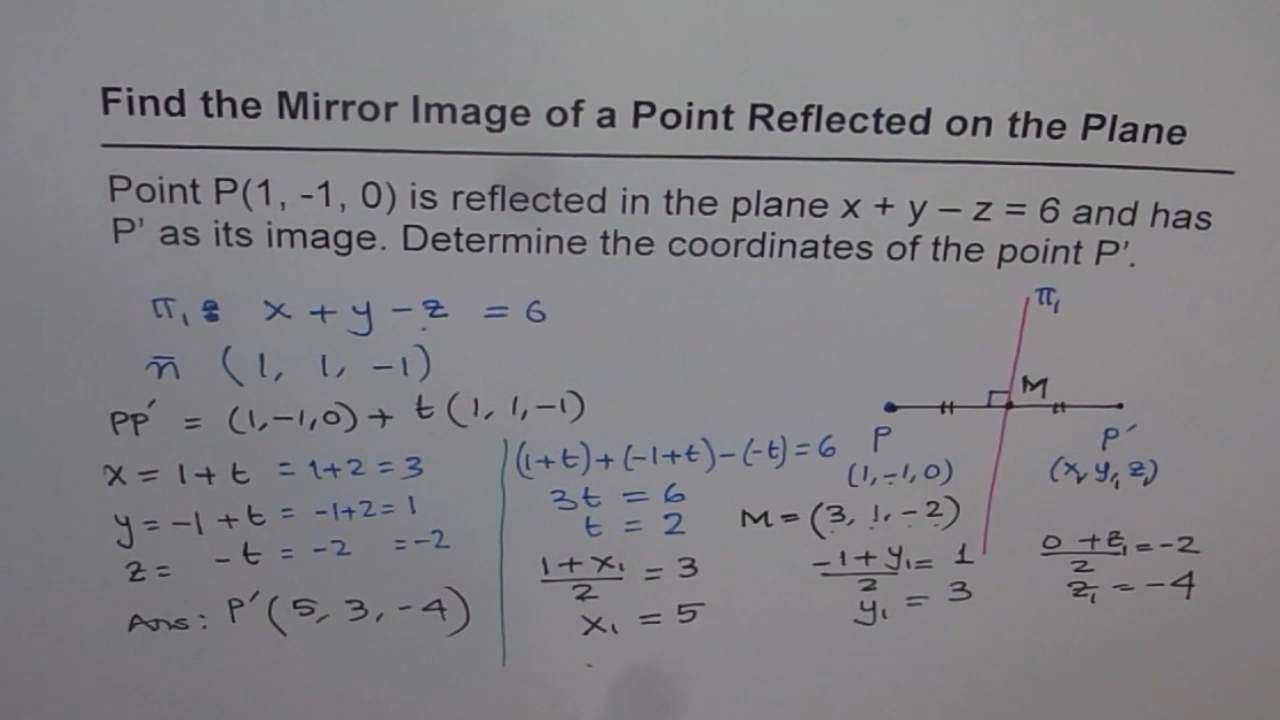 Find the Mirror Image of a Point Reflected on the Plane
Point P(1, -1, 0) is reflected in the plane x + y – z = 6 and has
P' as its image. Determine the coordinates of the point P'.
π₁: x + y - z = 6
n̄ (1, 1, -1)
PP' = (1,-1,0) + t(1,1,-1)
x = 1+t = 1+2 = 3
y = -1+t = -1+2 = 1
z = -t = -2 = -2
Ans: P'(5, 3, -4)
(1+t)+(-1+t)-(-t)=6
3t = 6
t = 2
(1+x₁)/2 = 3
x₁ = 5
π₁
M
P
(1,-1,0)
P'
(x₁ y₁ z₁)
M = (3, 1, -2)
(-1+y₁)/2 = 1
y₁ = 3
(0+z₁)/2 = -2
z₁ = -4